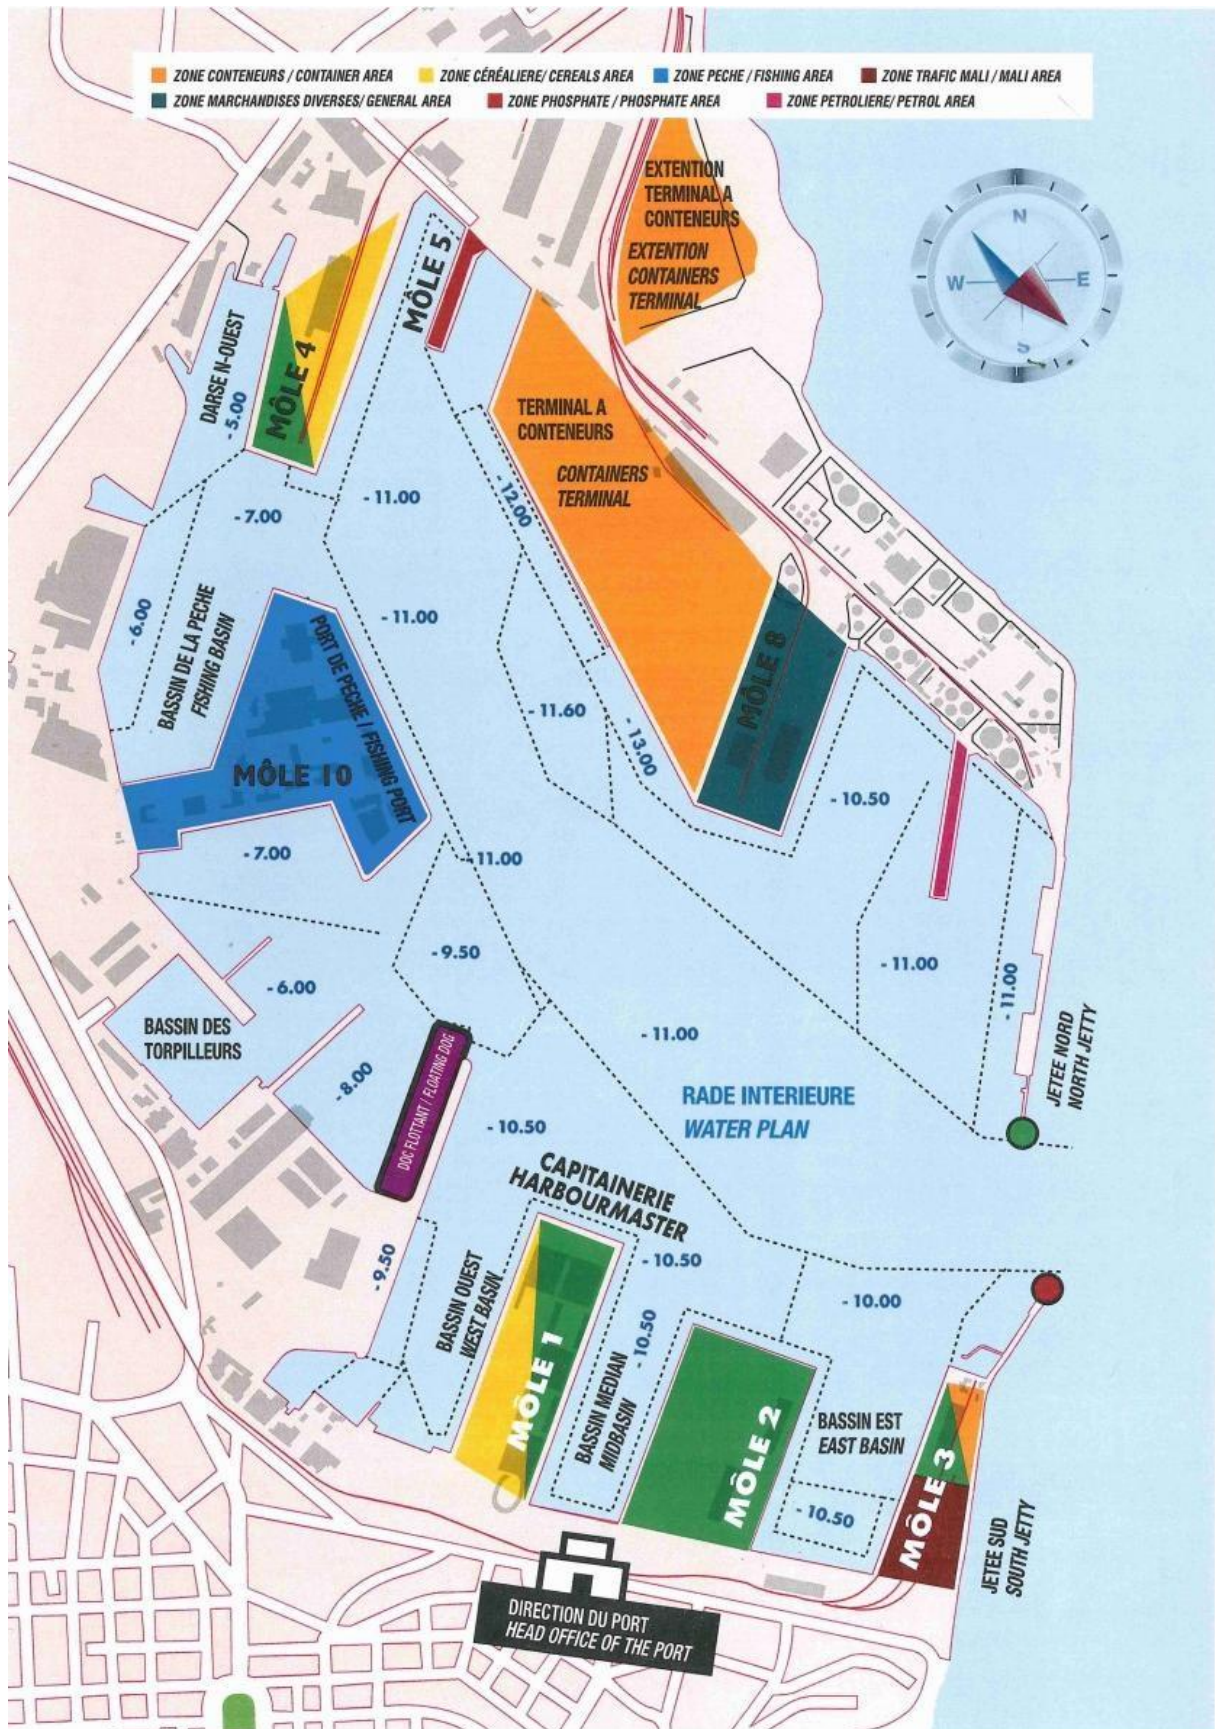 ZONE CONTENEURS / CONTAINER AREA
ZONE CÉRÉALIERE/ CEREALS AREA
ZONE PECHE / FISHING AREA
ZONE TRAFIC MALI / MALI AREA
ZONE MARCHANDISES DIVERSES/ GENERAL AREA
ZONE PHOSPHATE / PHOSPHATE AREA
ZONE PETROLIERE/ PETROL AREA
EXTENTION
TERMINAL A
CONTENEURS
EXTENTION
CONTAINERS
TERMINAL
N
W
E
S
MÔLE 5
DARSE N-OUEST
- 5.00
MÔLE 4
TERMINAL A
CONTENEURS
CONTAINERS
TERMINAL
- 7.00
- 11.00
- 12.00
- 6.00
BASSIN DE LA PECHE
FISHING BASIN
- 11.00
PORT DE PECHE / FISHING PORT
MÔLE 10
- 11.60
- 13.00
MÔLE 8
- 10.50
- 7.00
- 11.00
- 9.50
- 11.00
- 11.00
- 6.00
BASSIN DES
TORPILLEURS
- 8.00
DOC FLOTTANT / FLOATING DOG
- 11.00
JETEE NORD
NORTH JETTY
RADE INTERIEURE
WATER PLAN
- 10.50
CAPITAINERIE
HARBOURMASTER
- 9.50
BASSIN OUEST
WEST BASIN
- 10.50
- 10.50
- 10.00
MÔLE 1
BASSIN MEDIAN
MIDBASIN
MÔLE 2
BASSIN EST
EAST BASIN
- 10.50
MÔLE 3
JETEE SUD
SOUTH JETTY
DIRECTION DU PORT
HEAD OFFICE OF THE PORT